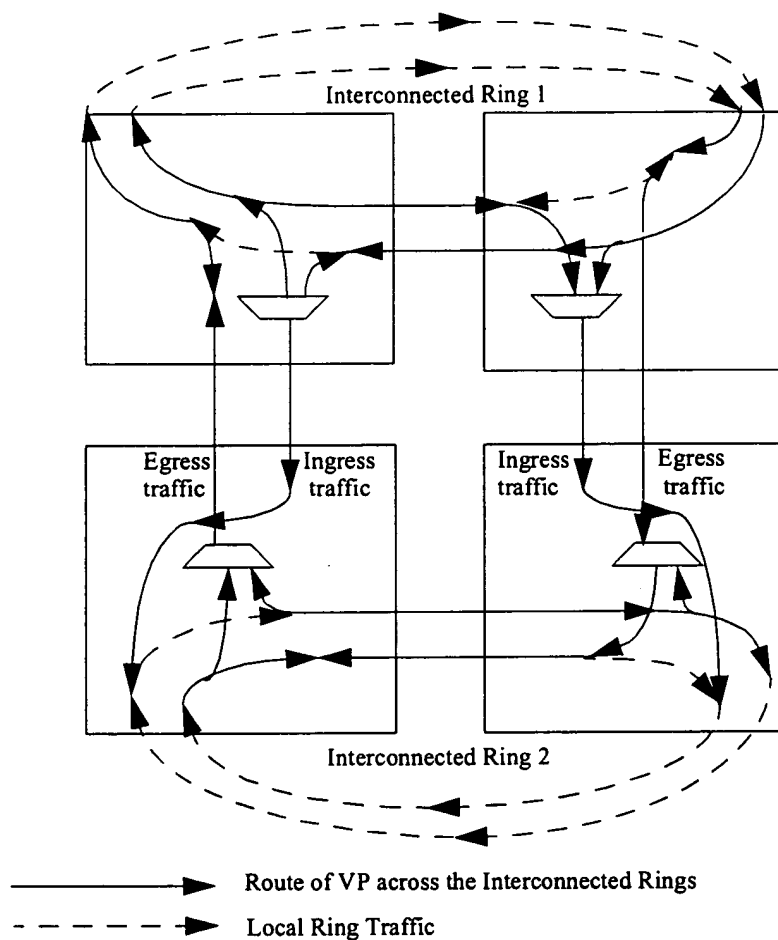 Interconnected Ring 1
Egress
traffic
Ingress
traffic
Ingress
traffic
Egress
traffic
Interconnected Ring 2
Route of VP across the Interconnected Rings
Local Ring Traffic